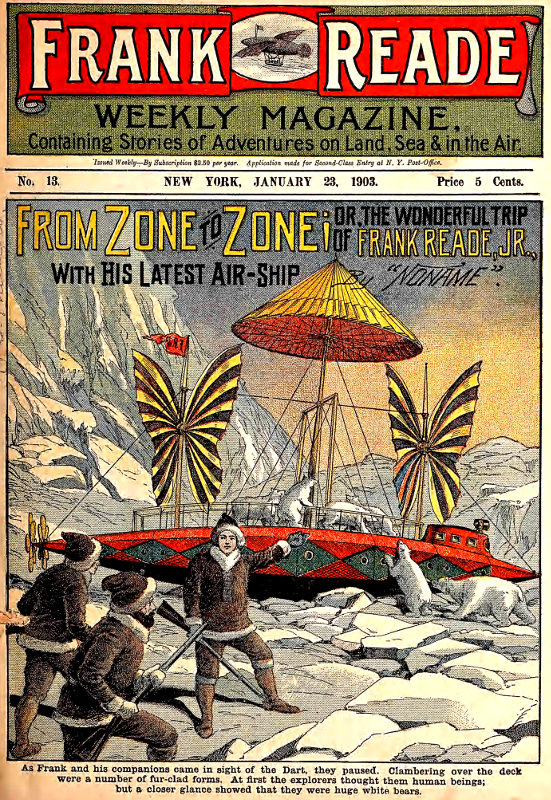 FRANK READE
WEEKLY MAGAZINE.
Containing Stories of Adventures on Land, Sea & in the Air.
Issued Weekly—By Subscription $2.50 per year. Application made for Second-Class Entry at N. Y. Post-Office.
No. 13. NEW YORK, JANUARY 23, 1903. Price 5 Cents.
FROM ZONE TO ZONE; OR, THE WONDERFUL TRIP
OF FRANK READE, JR.,
WITH HIS LATEST AIR-SHIP By "NONAME".
As Frank and his companions came in sight of the Dart, they paused. Clambering over the deck
were a number of fur-clad forms. At first the explorers thought them human beings;
but a closer glance showed that they were huge white bears.